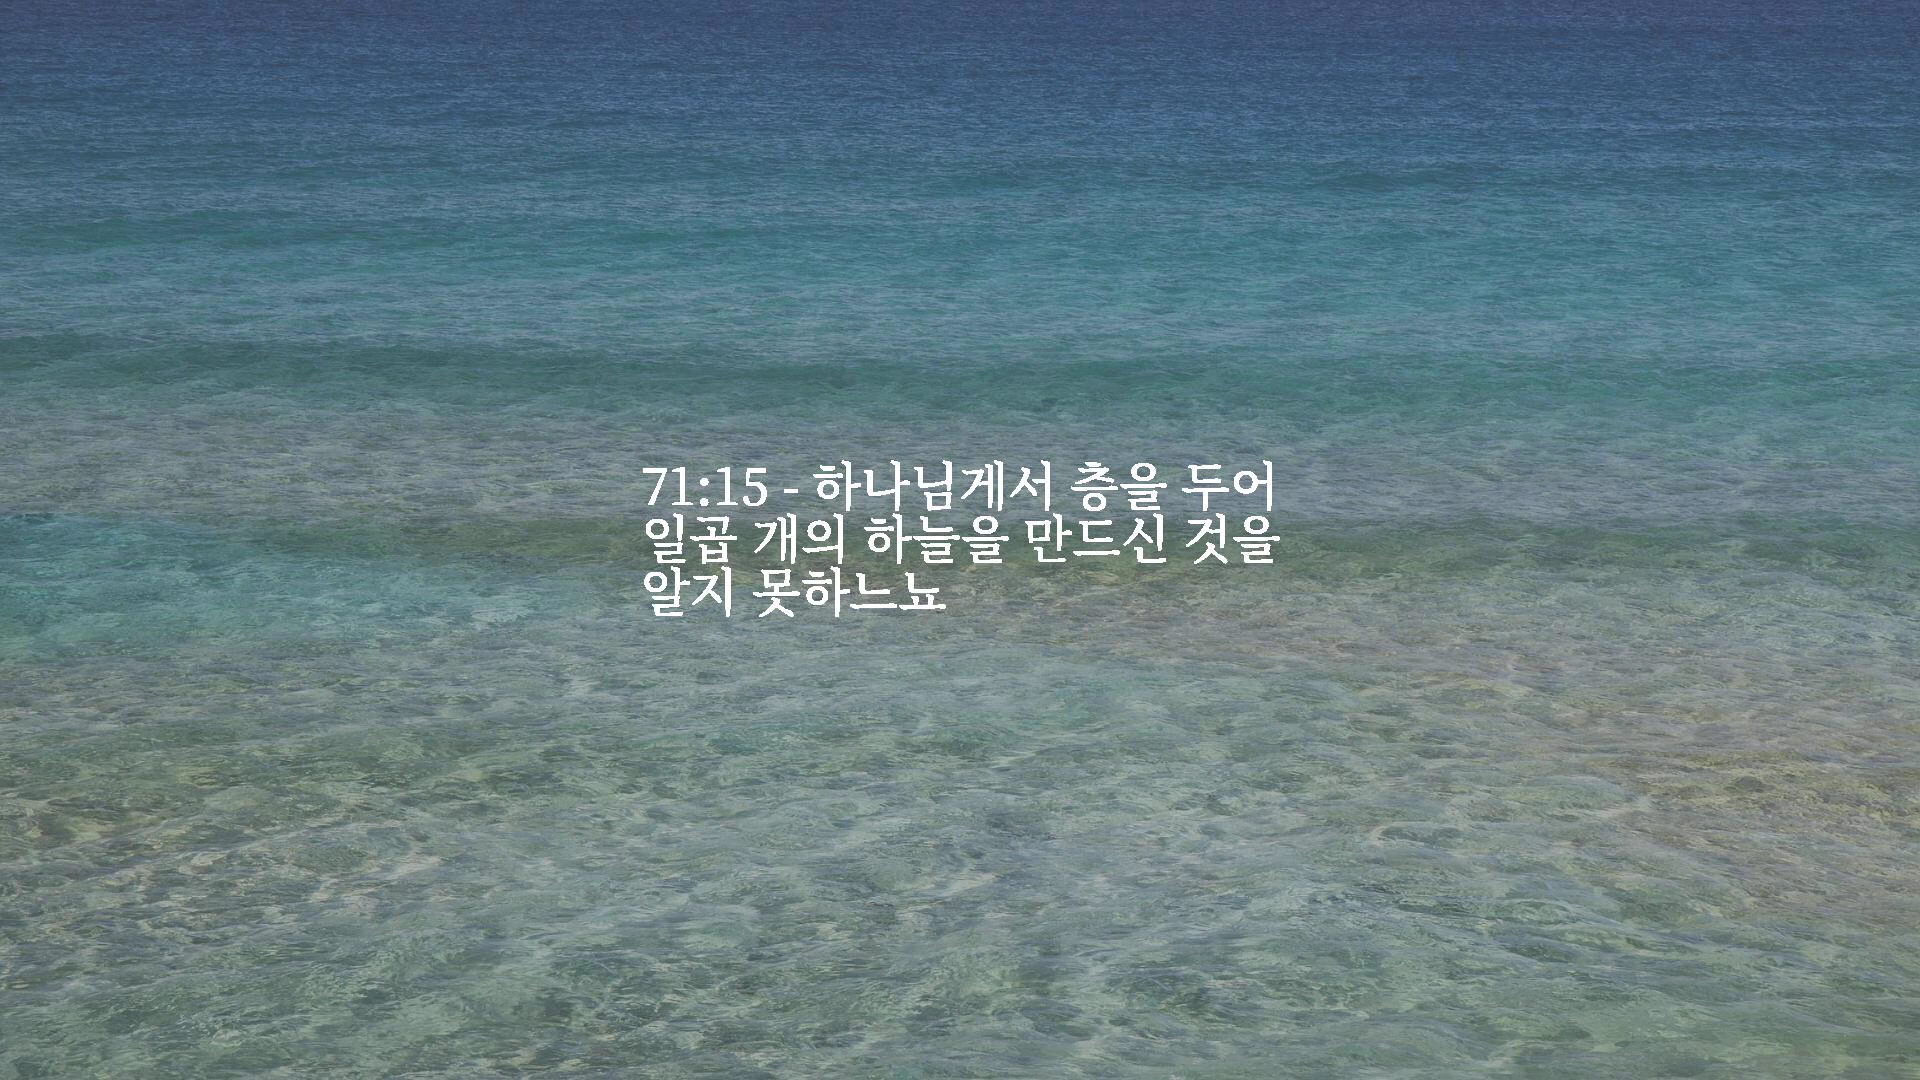 71:15 - 하나님게서 층을 두어
일곱 개의 하늘을 만드신 것을
알지 못하느뇨